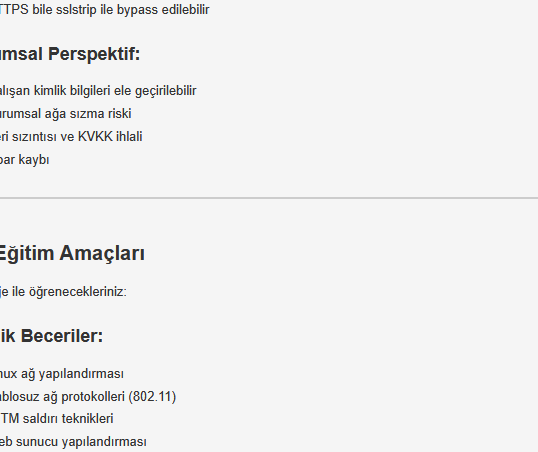 TTPS bile sslstrip ile bypass edilebilir
umsal Perspektif:
alışan kimlik bilgileri ele geçirilebilir
urumsal ağa sızma riski
eri sızıntısı ve KVKK ihlali
bar kaybı
Eğitim Amaçları
je ile öğrenecekleriniz:
ik Beceriler:
nux ağ yapılandırması
ablosuz ağ protokolleri (802.11)
TM saldırı teknikleri
eb sunucu yapılandırması